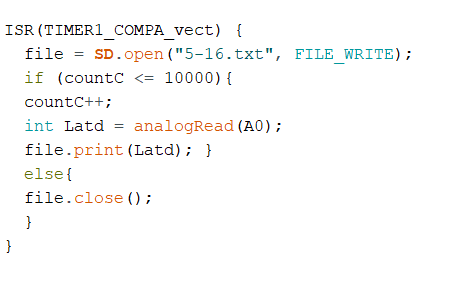 ISR(TIMER1_COMPA_vect) {
  file = SD.open("5-16.txt", FILE_WRITE);
  if (countC <= 10000){
  countC++;
  int Latd = analogRead(A0);
  file.print(Latd); }
  else{
  file.close();
  }
}